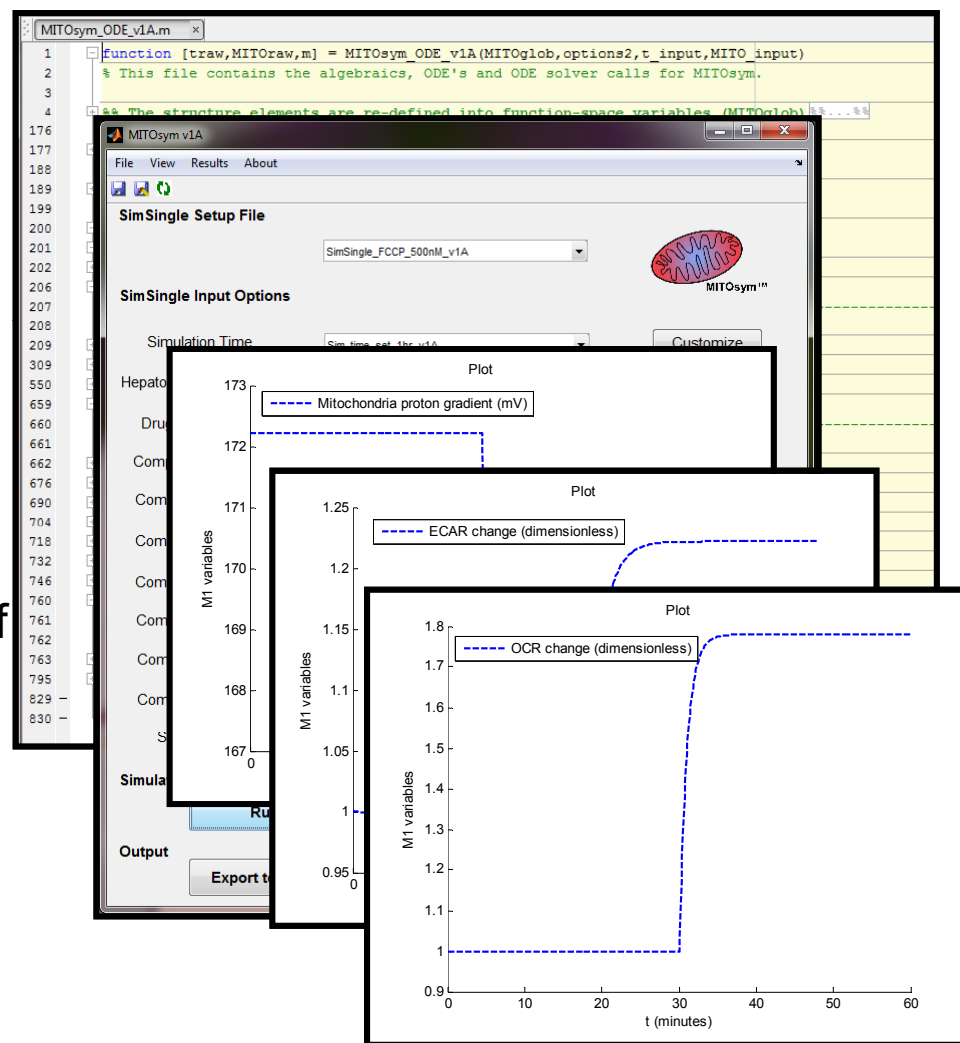 MITOsym_ODE_v1A.m ×
1 function [traw,MITOraw,m] = MITOsym_ODE_v1A(MITOglob,options2,t_input,MITO_input)
2 % This file contains the algebraics, ODE's and ODE solver calls for MITOsym.
3
4 %% The structure elements are re-defined into function-space variables (MITOglob) %%...%%
176
177
188
189
199
200
201
202
206
207
208
209
309
550
659
660
661
662
676
690
704
718
732
746
760
761
762
763
795
829 –
830 –
f
MITOsym v1A
File View Results About
SimSingle Setup File
SimSingle_FCCP_500nM_v1A
MITOsym™
SimSingle Input Options
Simulation Time Sim_time_set_1hr_v1A Customize
Hepato
Dru
Com
Com
Com
Com
Com
Com
Com
S
Simula
Ru
Output
Export t
Plot
Mitochondria proton gradient (mV)
M1 variables
173
172
171
170
169
168
167
0
Plot
ECAR change (dimensionless)
M1 variables
1.25
1.2
1.15
1.1
1.05
1
0.95
0
Plot
OCR change (dimensionless)
M1 variables
1.8
1.7
1.6
1.5
1.4
1.3
1.2
1.1
1
0.9
0 10 20 30 40 50 60
t (minutes)